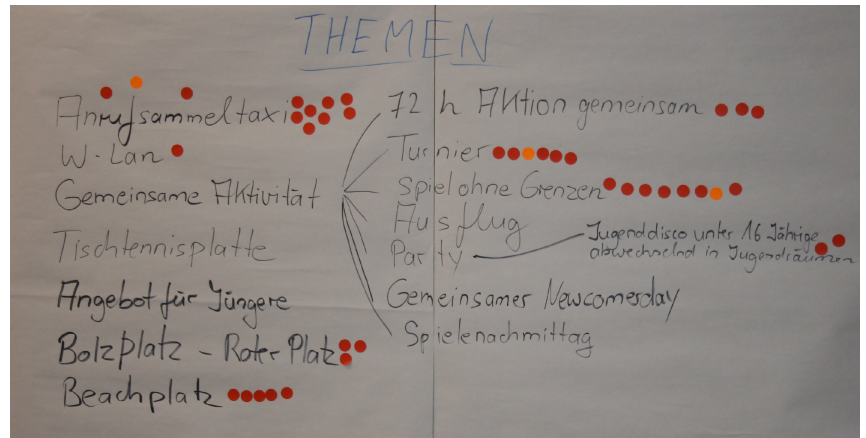 THEMEN
Anrufsammeltaxi
W-Lan
Gemeinsame Aktivität
Tischtennisplatte
Angebot für Jüngere
Bolzplatz - Roter Platz
Beachplatz
72 h Aktion gemeinsam
Turnier
Spiel ohne Grenzen
Ausflug
Party
Jugenddisco unter 16 Jährige
abwechselnd in Jugendräumen
Gemeinsamer Newcomersday
Spielenachmittag